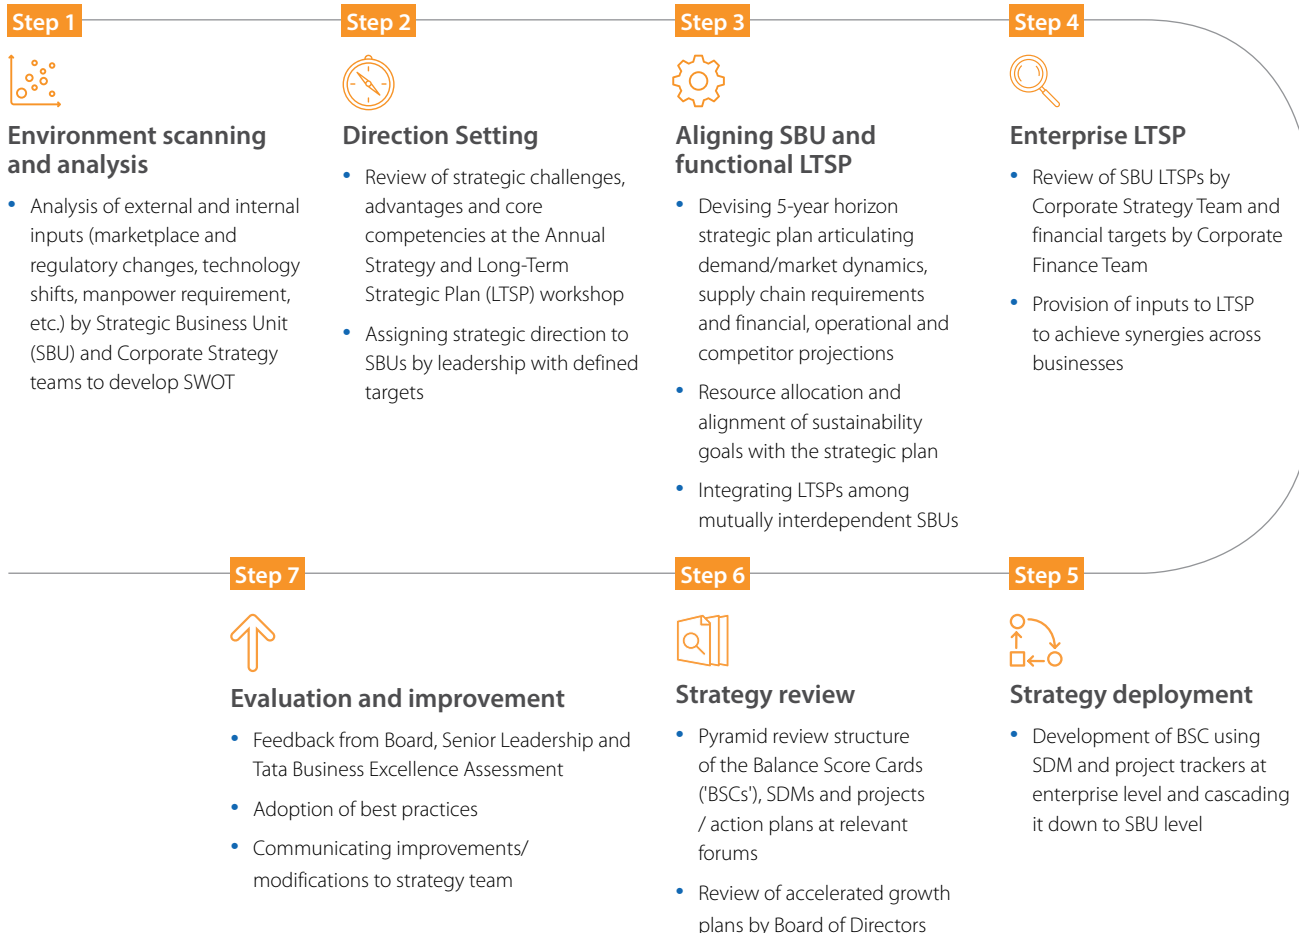 Step 1
Environment scanning
and analysis
• Analysis of external and internal
inputs (marketplace and
regulatory changes, technology
shifts, manpower requirement,
etc.) by Strategic Business Unit
(SBU) and Corporate Strategy
teams to develop SWOT
Step 2
Direction Setting
• Review of strategic challenges,
advantages and core
competencies at the Annual
Strategy and Long-Term
Strategic Plan (LTSP) workshop
• Assigning strategic direction to
SBUs by leadership with defined
targets
Step 3
Aligning SBU and
functional LTSP
• Devising 5-year horizon
strategic plan articulating
demand/market dynamics,
supply chain requirements
and financial, operational and
competitor projections
• Resource allocation and
alignment of sustainability
goals with the strategic plan
• Integrating LTSPs among
mutually interdependent SBUs
Step 4
Enterprise LTSP
• Review of SBU LTSPs by
Corporate Strategy Team and
financial targets by Corporate
Finance Team
• Provision of inputs to LTSP
to achieve synergies across
businesses
Step 5
Strategy deployment
• Development of BSC using
SDM and project trackers at
enterprise level and cascading
it down to SBU level
Step 6
Strategy review
• Pyramid review structure
of the Balance Score Cards
('BSCs'), SDMs and projects
/ action plans at relevant
forums
• Review of accelerated growth
plans by Board of Directors
Step 7
Evaluation and improvement
• Feedback from Board, Senior Leadership and
Tata Business Excellence Assessment
• Adoption of best practices
• Communicating improvements/
modifications to strategy team